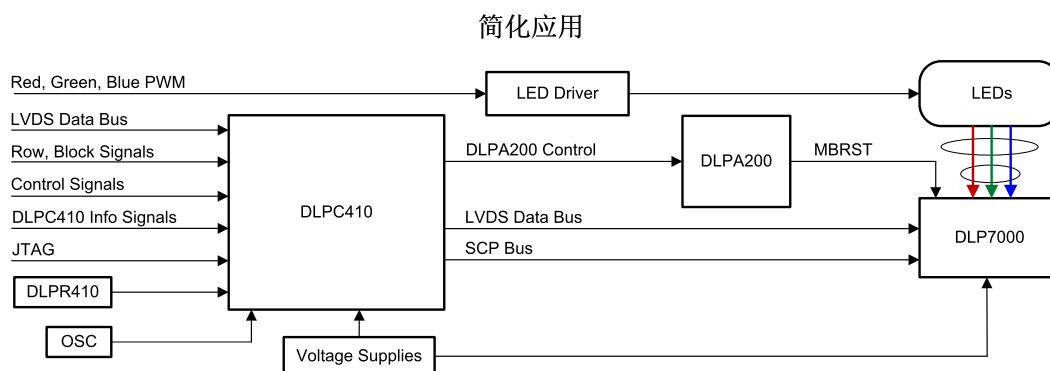 简化应用
Red, Green, Blue PWM
LED Driver
LEDs
LVDS Data Bus
Row, Block Signals
Control Signals
DLPC410 Info Signals
JTAG
DLPR410
OSC
DLPC410
Voltage Supplies
DLPA200 Control
DLPA200
MBRST
LVDS Data Bus
SCP Bus
DLP7000